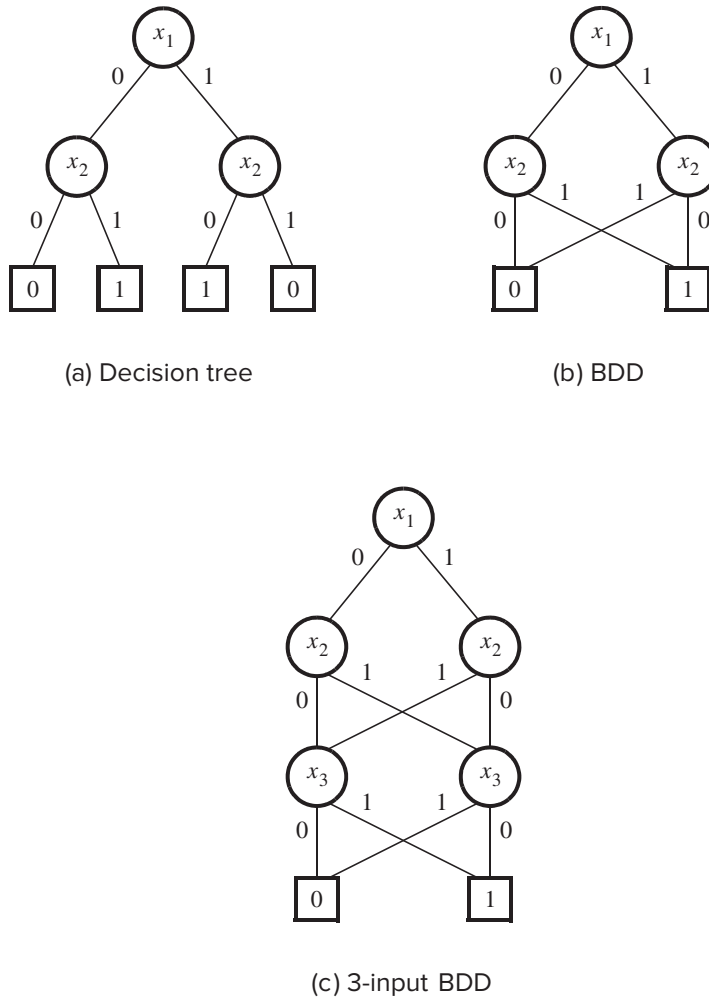 x₁ x₁
0 1 0 1
x₂ x₂ x₂ x₂
0 1 0 1 0 1 1 0
0 1 1 0 0 1
(a) Decision tree (b) BDD
x₁
0 1
x₂ x₂
1 1
0 0
x₃ x₃
1 1
0 0
0 1
(c) 3-input BDD